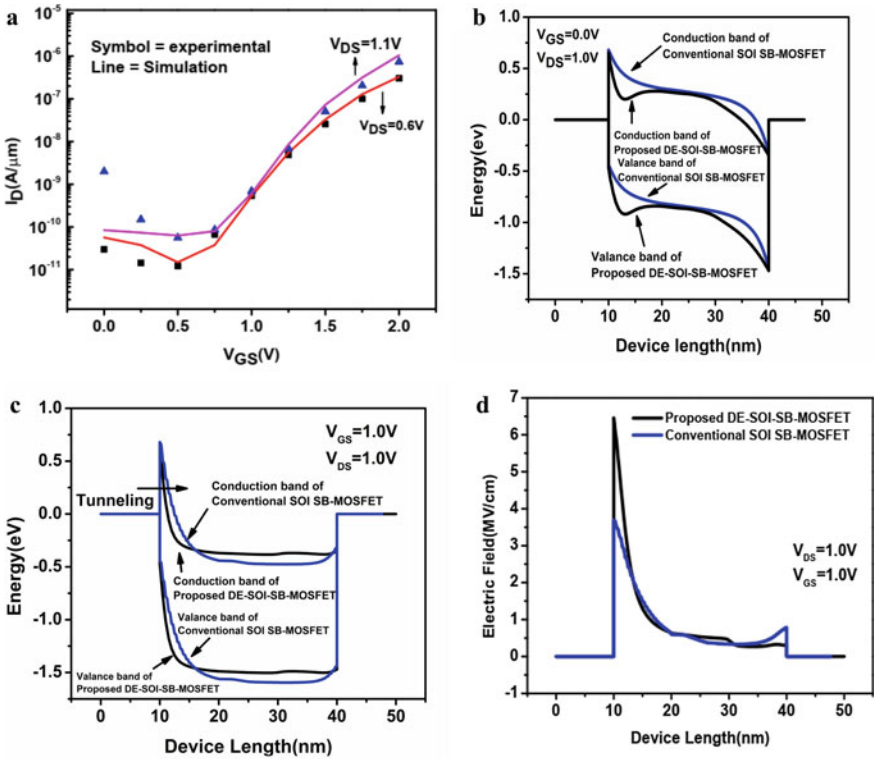 a
Symbol = experimental
Line = Simulation
V_DS=1.1V
V_DS=0.6V
I_D(A/μm)
10^-6
10^-7
10^-8
10^-9
10^-10
10^-11
0.0 0.5 1.0 1.5 2.0
V_GS(V)
b
V_GS=0.0V
V_DS=1.0V
Conduction band of
Conventional SOI SB-MOSFET
Conduction band of
Proposed DE-SOI-SB-MOSFET
Valance band of
Conventional SOI SB-MOSFET
Valance band of
Proposed DE-SOI-SB-MOSFET
Energy(ev)
1.0
0.5
0.0
-0.5
-1.0
-1.5
0 10 20 30 40 50
Device length(nm)
c
V_GS=1.0V
V_DS=1.0V
Tunneling
Conduction band of
Conventional SOI SB-MOSFET
Conduction band of
Proposed DE-SOI-SB-MOSFET
Valance band of
Conventional SOI SB-MOSFET
Valance band of
Proposed DE-SOI-SB-MOSFET
Energy(eV)
1.0
0.5
0.0
-0.5
-1.0
-1.5
0 10 20 30 40 50
Device Length(nm)
d
Proposed DE-SOI-SB-MOSFET
Conventional SOI SB-MOSFET
V_DS=1.0V
V_GS=1.0V
Electric Field(MV/cm)
7
6
5
4
3
2
1
0
-1
0 10 20 30 40 50
Device Length(nm)